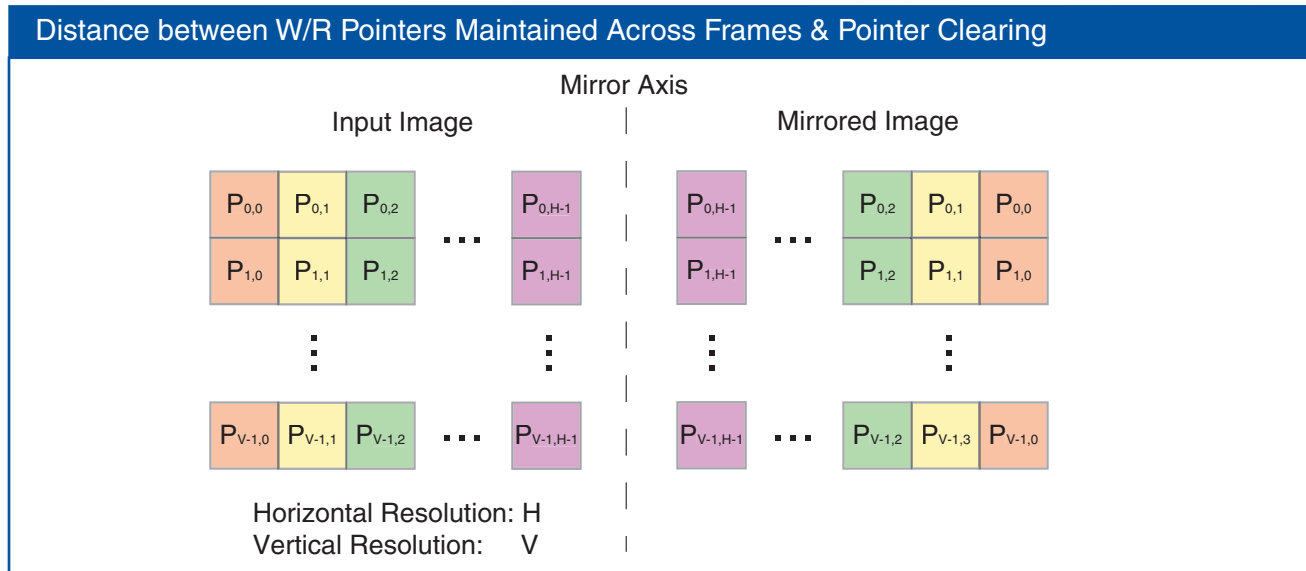 Distance between W/R Pointers Maintained Across Frames & Pointer Clearing
Mirror Axis
Input Image
Mirrored Image
P0,0 P0,1 P0,2 ... P0,H-1
P0,H-1 ... P0,2 P0,1 P0,0
P1,0 P1,1 P1,2 P1,H-1
P1,H-1 P1,2 P1,1 P1,0
PV-1,0 PV-1,1 PV-1,2 ... PV-1,H-1
PV-1,H-1 ... PV-1,2 PV-1,3 PV-1,0
Horizontal Resolution: H
Vertical Resolution: V